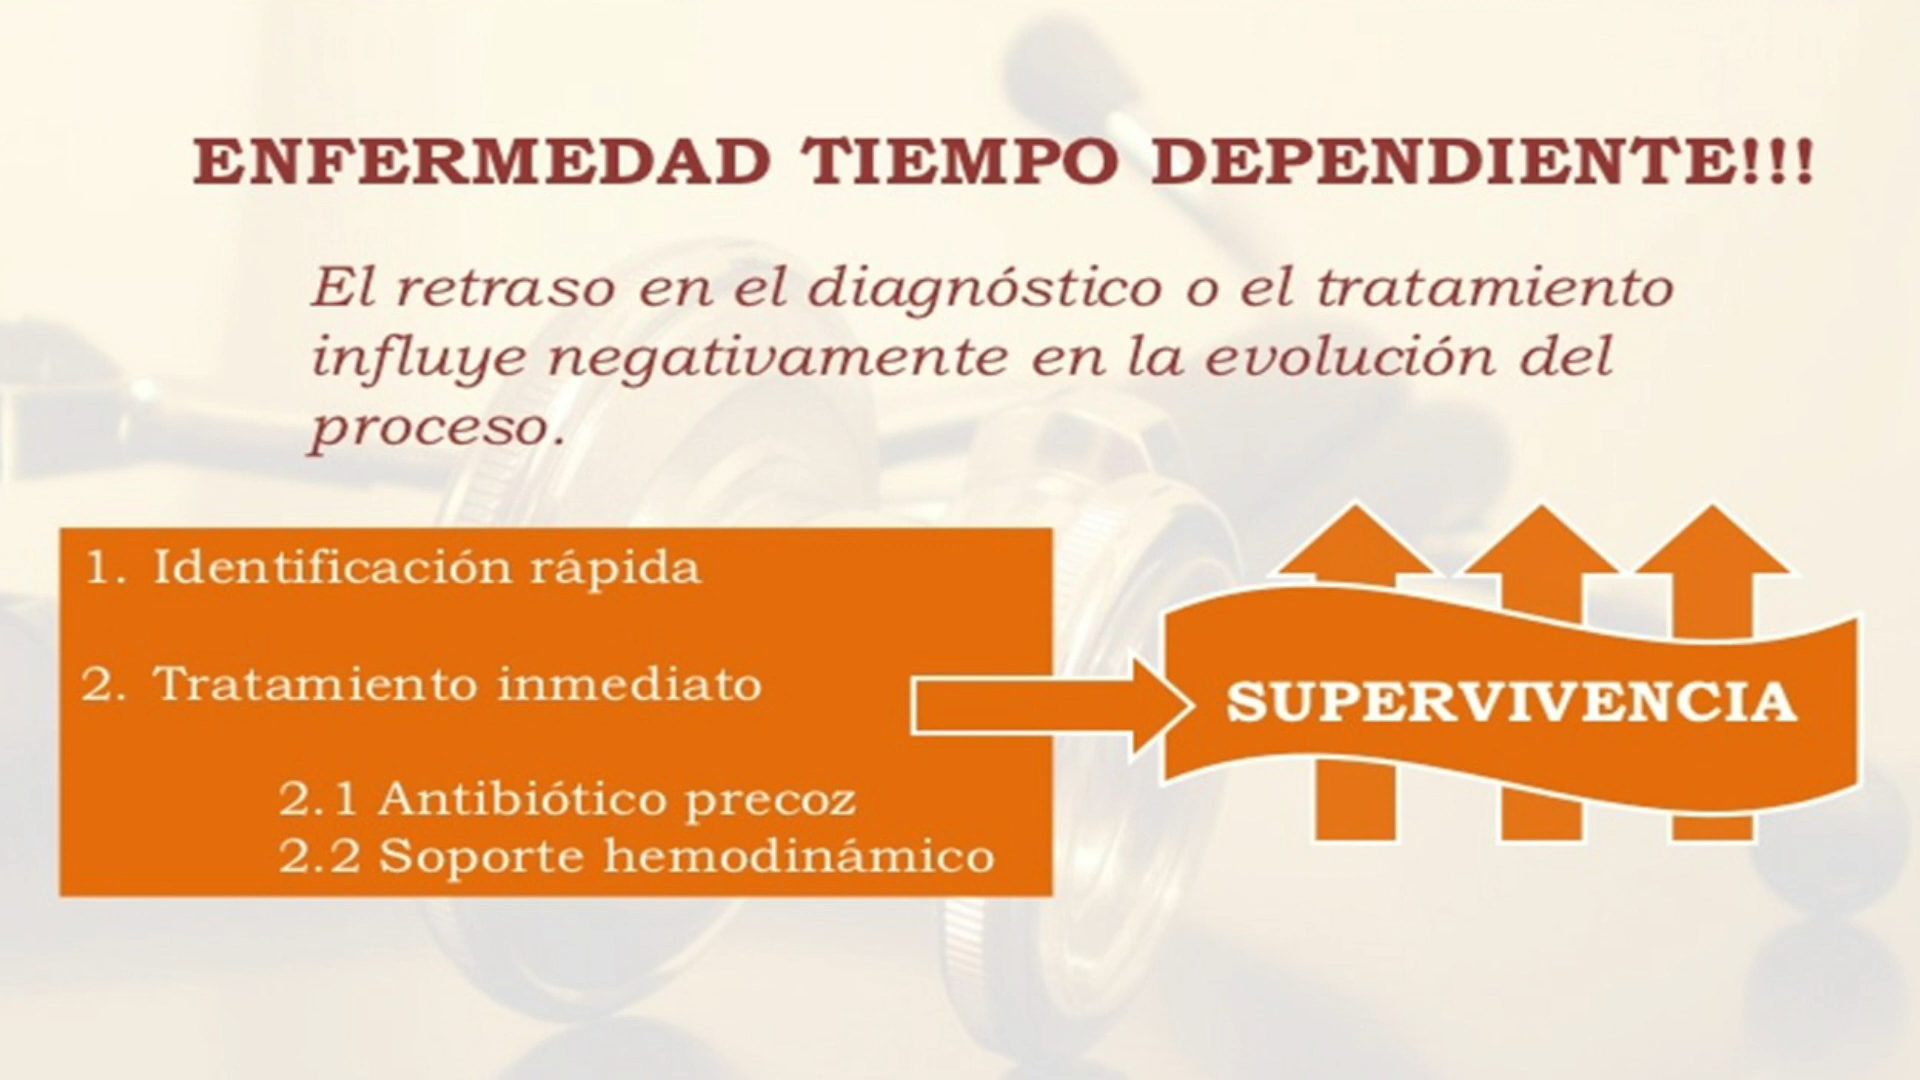 ENFERMEDAD TIEMPO DEPENDIENTE!!!
El retraso en el diagnóstico o el tratamiento
influye negativamente en la evolución del
proceso.
1. Identificación rápida
2. Tratamiento inmediato
2.1 Antibiótico precoz
2.2 Soporte hemodinámico
SUPERVIVENCIA